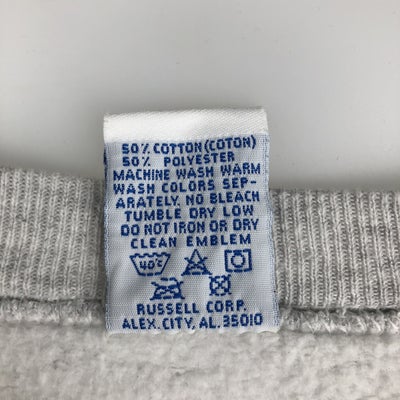 50% COTTON (COTON)
50% POLYESTER
MACHINE WASH WARM
WASH COLORS SEP-
ARATELY. NO BLEACH
TUMBLE DRY LOW
DO NOT IRON OR DRY
CLEAN EMBLEM
40°C
RUSSELL CORP.
ALEX. CITY, AL. 35010